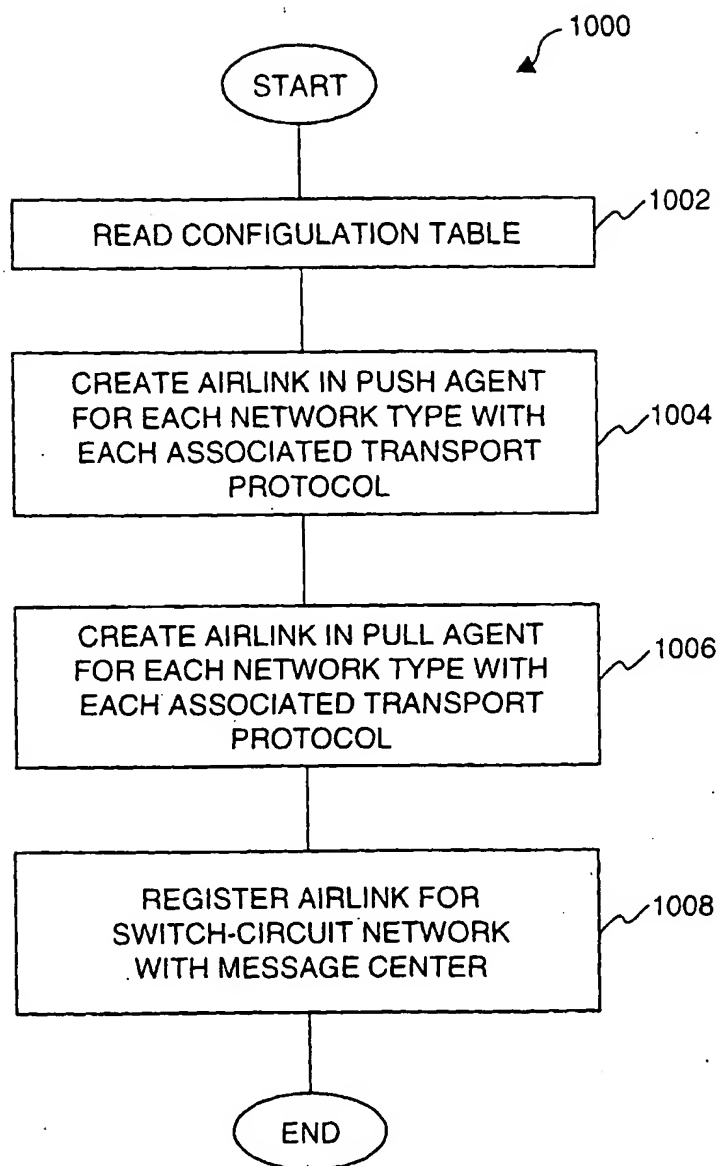 1000
START
1002
READ CONFIGULATION TABLE
CREATE AIRLINK IN PUSH AGENT
FOR EACH NETWORK TYPE WITH
EACH ASSOCIATED TRANSPORT
PROTOCOL
1004
CREATE AIRLINK IN PULL AGENT
FOR EACH NETWORK TYPE WITH
EACH ASSOCIATED TRANSPORT
PROTOCOL
1006
REGISTER AIRLINK FOR
SWITCH-CIRCUIT NETWORK
WITH MESSAGE CENTER
1008
END